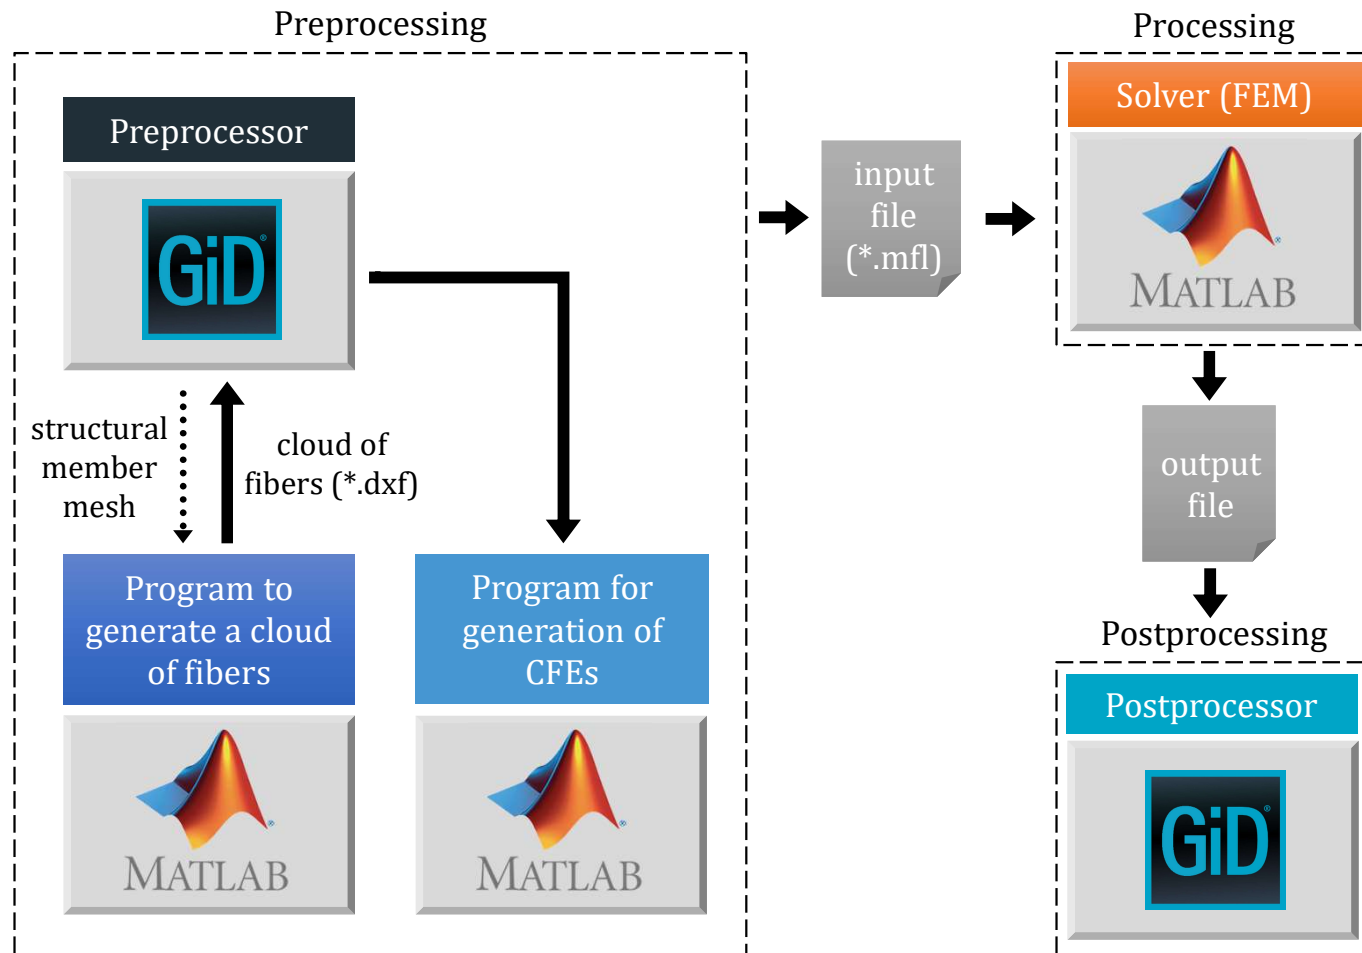 Preprocessing
Preprocessor
GiD®
structural
member
mesh
cloud of
fibers (*.dxf)
Program to
generate a cloud
of fibers
MATLAB
Program for
generation of
CFEs
MATLAB
input
file
(*.mfl)
Processing
Solver (FEM)
MATLAB
output
file
Postprocessing
Postprocessor
GiD®